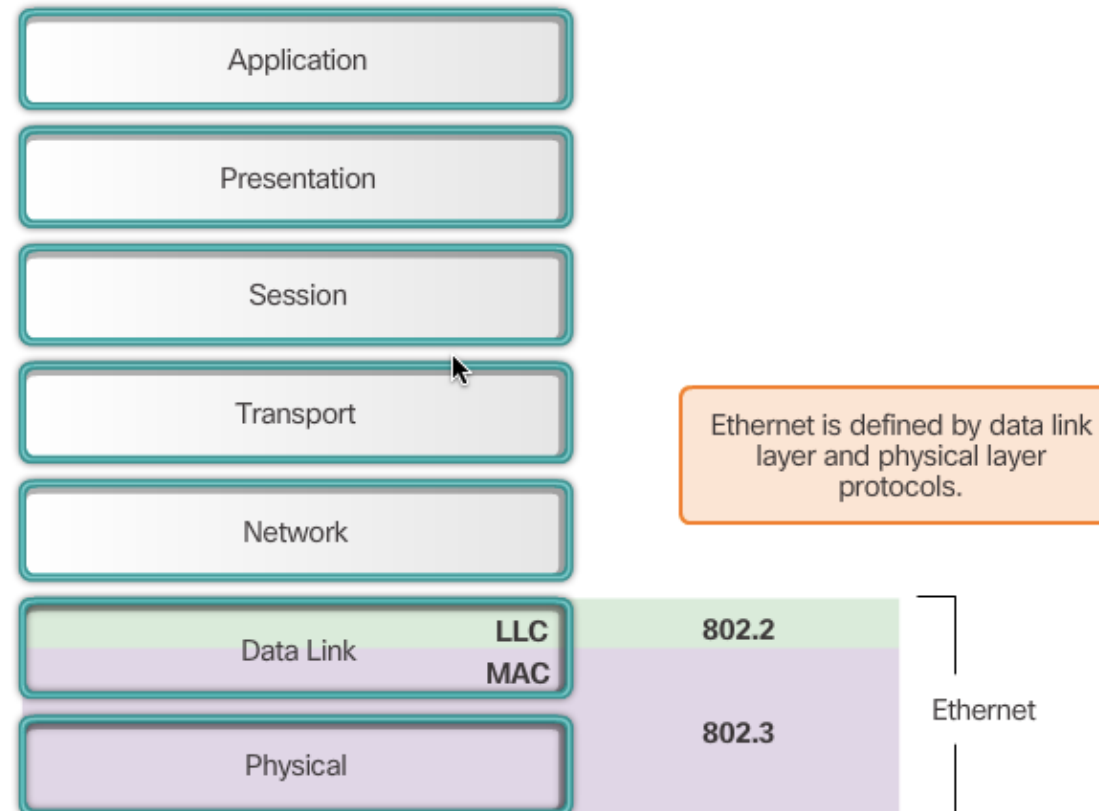 Application
Presentation
Session
Transport
Ethernet is defined by data link
layer and physical layer
protocols.
Network
Data Link
LLC
MAC
802.2
802.3
Ethernet
Physical